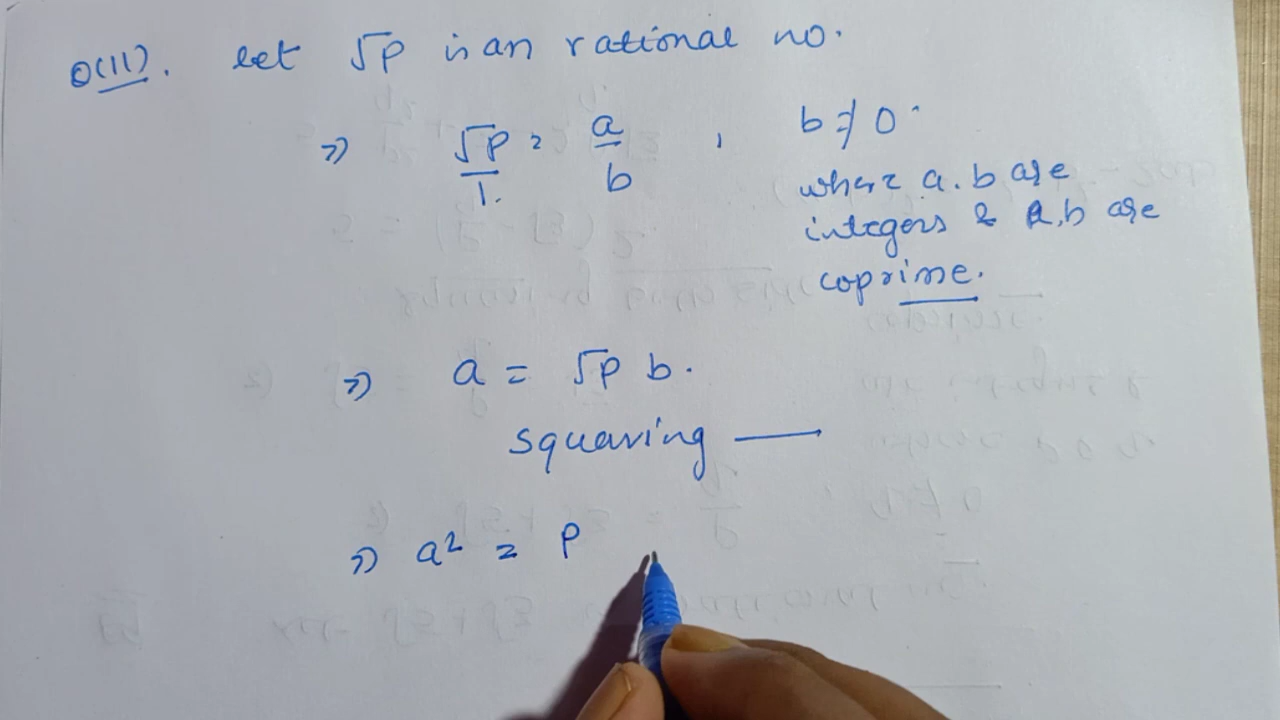 Q(11). Let √P is an rational no.
⇒ √P/1. = a/b , b ≠ 0.
where a.b are
integers & a,b are
coprime.
⇒ a = √P b.
squaring —
⇒ a² = P